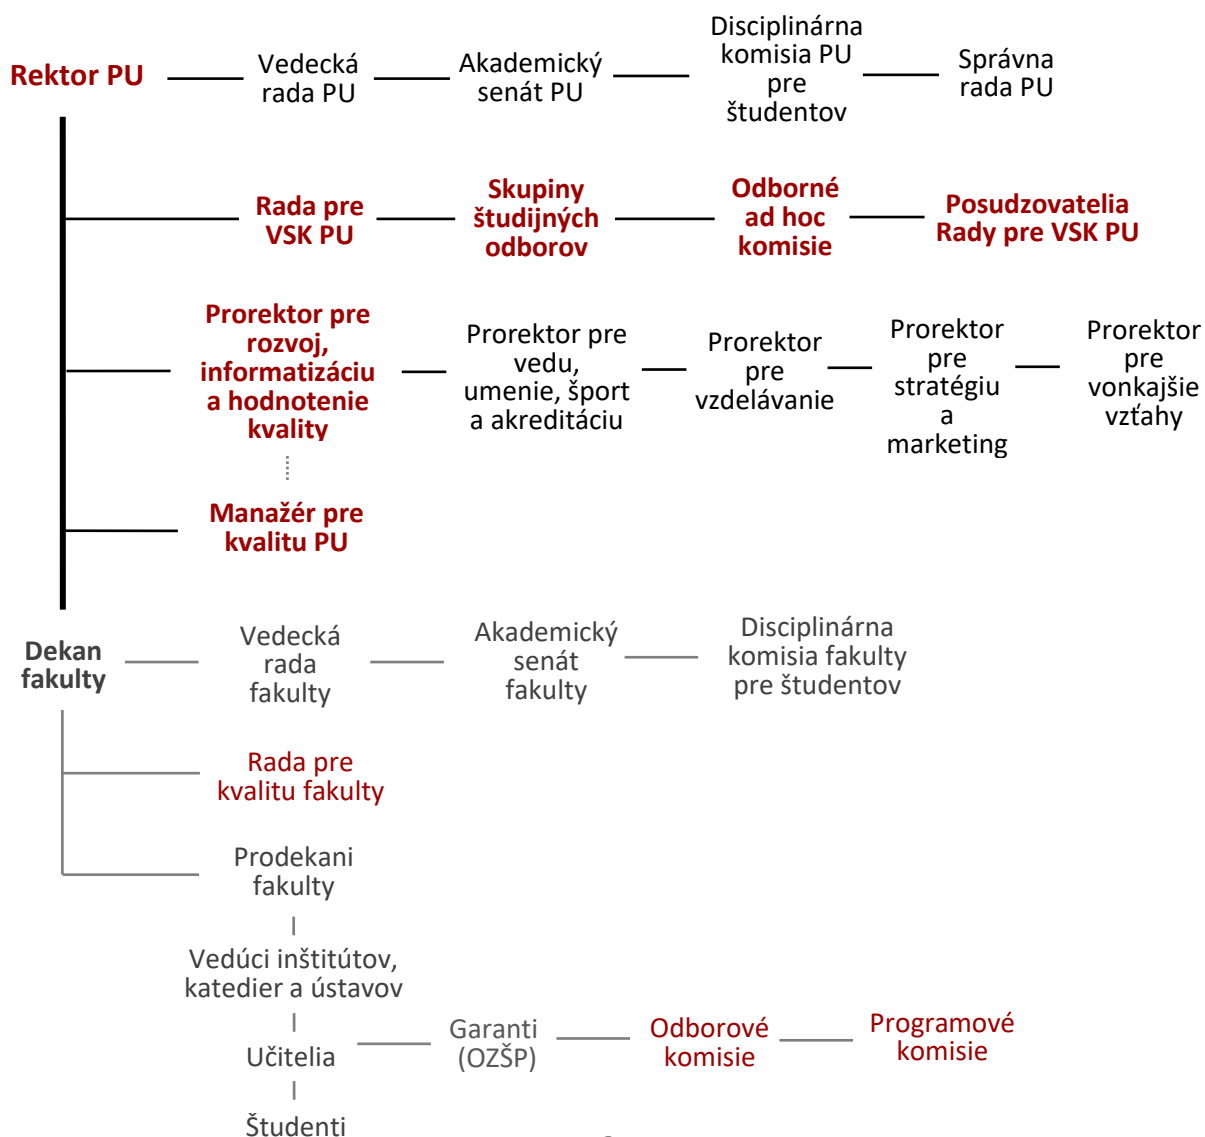 Rektor PU
Vedecká
rada PU
Akademický
senát PU
Disciplinárna
komisia PU
pre
študentov
Správna
rada PU
Rada pre
VSK PU
Skupiny
študijných
odborov
Odborné
ad hoc
komisie
Posudzovatelia
Rady pre VSK PU
Prorektor pre
rozvoj,
informatizáciu
a hodnotenie
kvality
Prorektor pre
vedu,
umenie, šport
a akreditáciu
Prorektor
pre
vzdelávanie
Prorektor
pre
stratégiu
a
marketing
Prorektor
pre
vonkajšie
vzťahy
Manažér pre
kvalitu PU
Dekan
fakulty
Vedecká
rada
fakulty
Akademický
senát
fakulty
Disciplinárna
komisia fakulty
pre študentov
Rada pre
kvalitu fakulty
Prodekani
fakulty
Vedúci inštitútov,
katedier a ústavov
Učitelia
Garanti
(OZŠP)
Odborové
komisie
Programové
komisie
Študenti